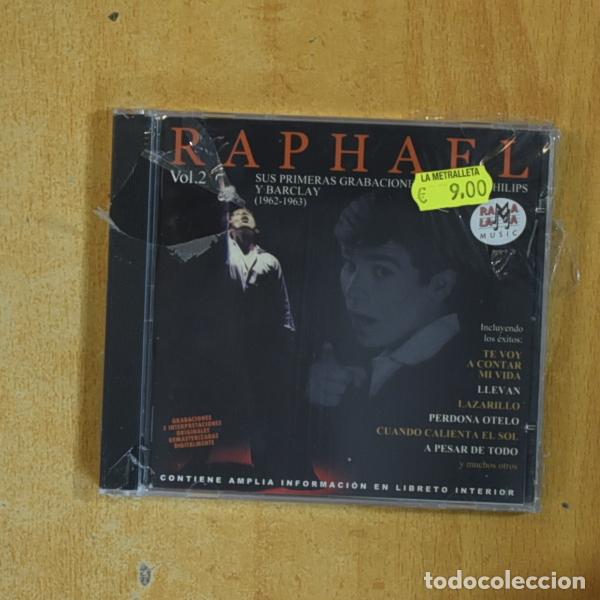 RAPHAEL
Vol.2
SUS PRIMERAS GRABACIONE
HILIPS
Y BARCLAY
(1962-1963)
LA METRALLETA
€ 9.00
RAMA
LAMA
MUSIC
Incluyendo
los éxitos:
TE VOY
A CONTAR
MI VIDA
LLEVAN
LAZARILLO
PERDONA OTELO
CUANDO CALIENTA EL SOL
A PESAR DE TODO
y muchos otros
GRABACIONES
E INTERPRETACIONES
ORIGINALES
REMASTERIZADAS
DIGITALMENTE
CONTIENE AMPLIA INFORMACIÓN EN LIBRETO INTERIOR
todocoleccion